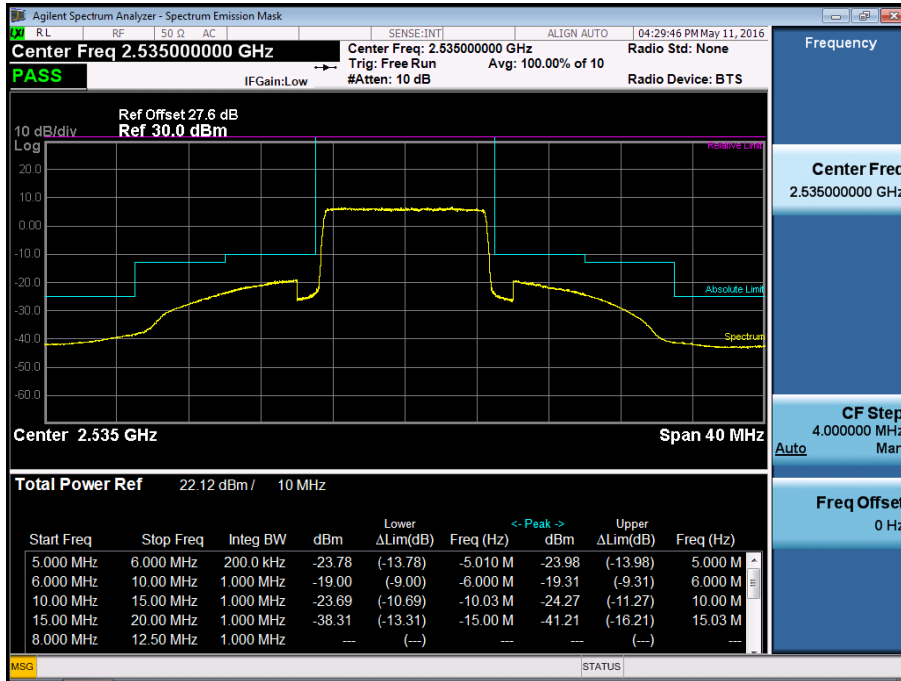 Agilent Spectrum Analyzer - Spectrum Emission Mask
LXI RL RF 50 Ω AC SENSE:INT ALIGN AUTO 04:29:46 PM May 11, 2016
Center Freq 2.535000000 GHz
Center Freq: 2.535000000 GHz Radio Std: None
Trig: Free Run Avg: 100.00% of 10
PASS IFGain:Low #Atten: 10 dB Radio Device: BTS
Ref Offset 27.6 dB
10 dB/div Ref 30.0 dBm
Log
Relative Limit
20.0
10.0
0.00
-10.0
-20.0
Absolute Limit
-30.0
Spectrum
-40.0
-50.0
-60.0
Center 2.535 GHz Span 40 MHz
Total Power Ref 22.12 dBm / 10 MHz
Lower <- Peak -> Upper
Start Freq Stop Freq Integ BW dBm ΔLim(dB) Freq (Hz) dBm ΔLim(dB) Freq (Hz)
5.000 MHz 6.000 MHz 200.0 kHz -23.78 (-13.78) -5.010 M -23.98 (-13.98) 5.000 M
6.000 MHz 10.00 MHz 1.000 MHz -19.00 (-9.00) -6.000 M -19.31 (-9.31) 6.000 M
10.00 MHz 15.00 MHz 1.000 MHz -23.69 (-10.69) -10.03 M -24.27 (-11.27) 10.00 M
15.00 MHz 20.00 MHz 1.000 MHz -38.31 (-13.31) -15.00 M -41.21 (-16.21) 15.03 M
8.000 MHz 12.50 MHz 1.000 MHz --- (---) --- --- (---) ---
MSG STATUS
Frequency
Center Freq
2.535000000 GHz
CF Step
4.000000 MHz
Auto Man
Freq Offset
0 Hz